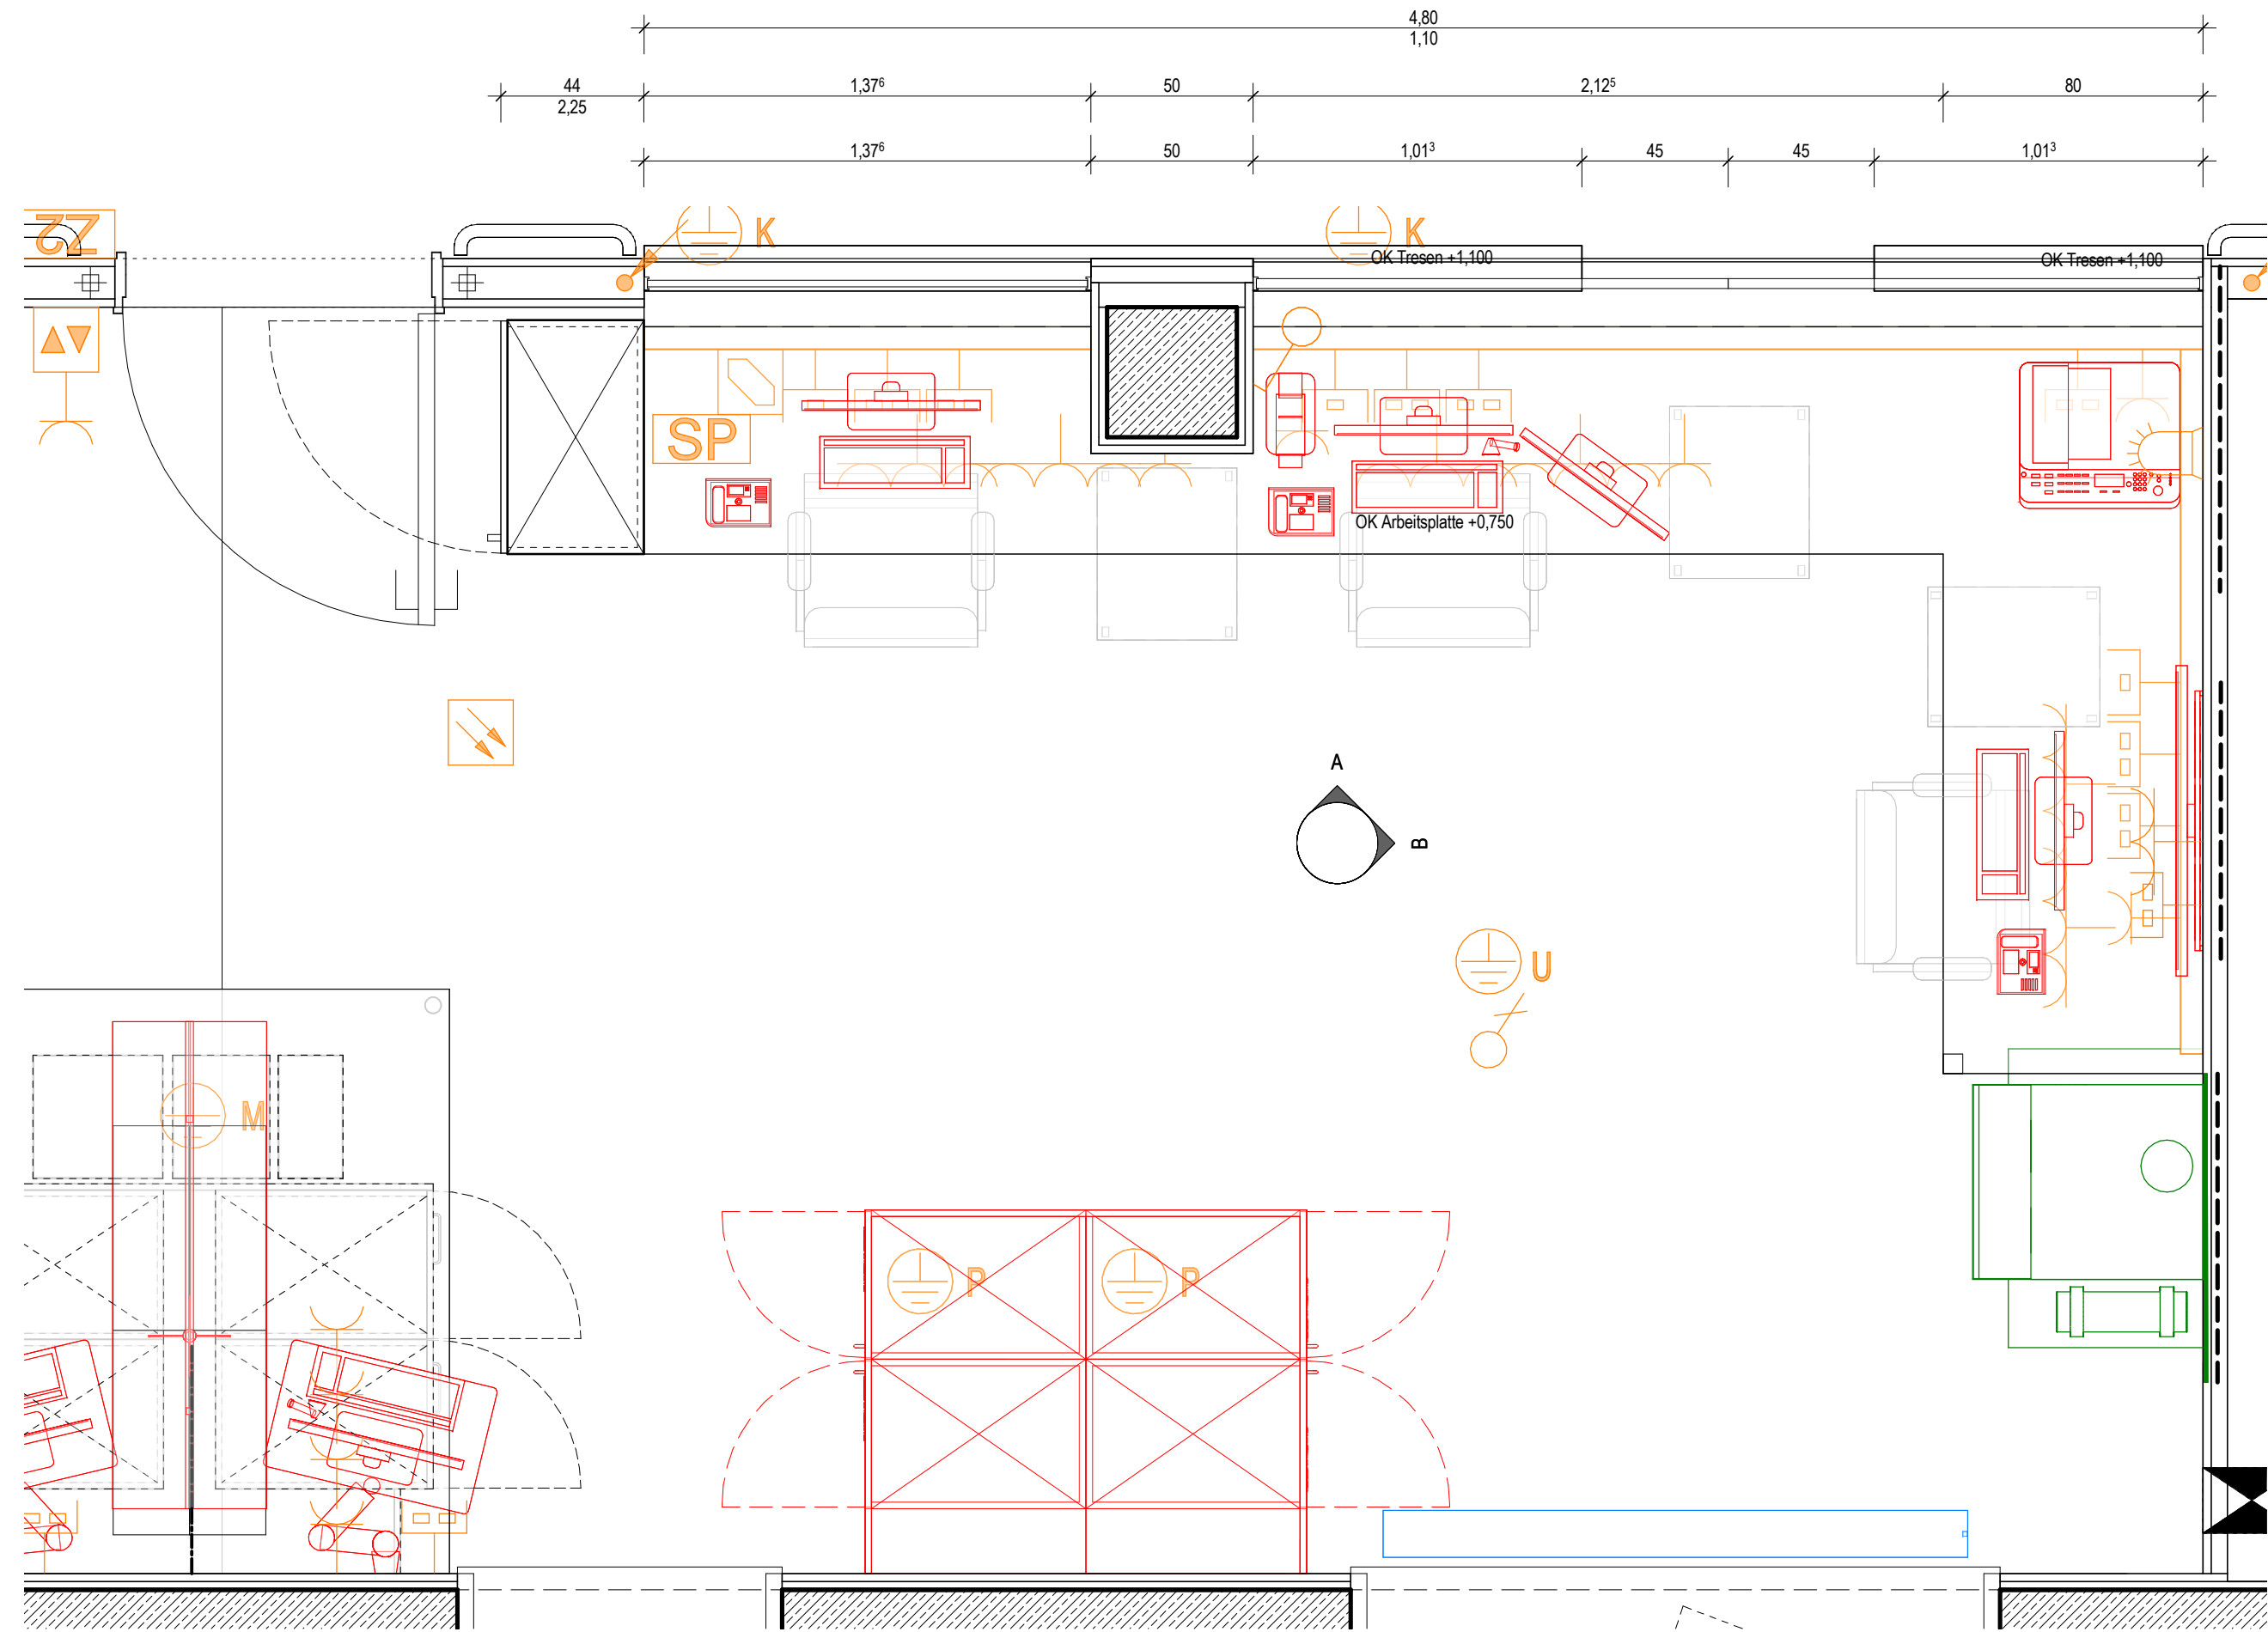 4,80
1,10
44
1,37⁶
50
2,12⁵
80
2,25
1,37⁶
50
1,01³
45
45
1,01³
Z2
K
K
OK Tresen +1,100
OK Tresen +1,100
SP
OK Arbeitsplatte +0,750
A
B
U
M
P
P